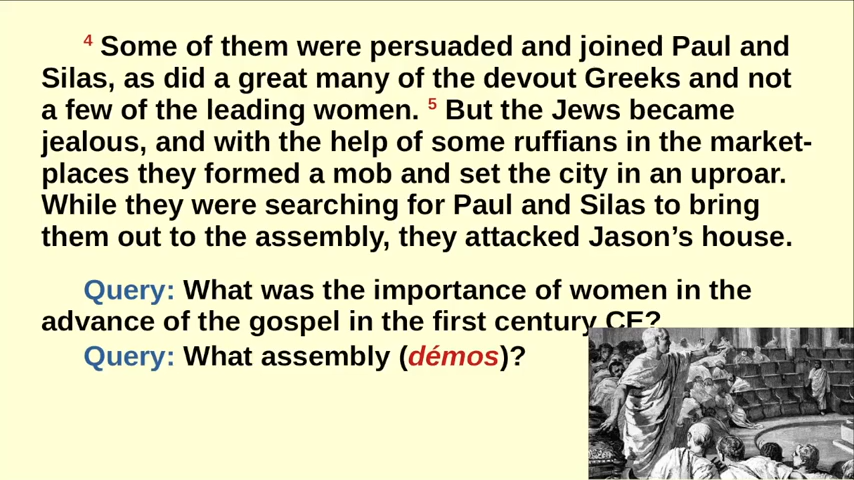 4 Some of them were persuaded and joined Paul and
Silas, as did a great many of the devout Greeks and not
a few of the leading women. 5 But the Jews became
jealous, and with the help of some ruffians in the market-
places they formed a mob and set the city in an uproar.
While they were searching for Paul and Silas to bring
them out to the assembly, they attacked Jason’s house.
Query: What was the importance of women in the
advance of the gospel in the first century CE?
Query: What assembly (démos)?